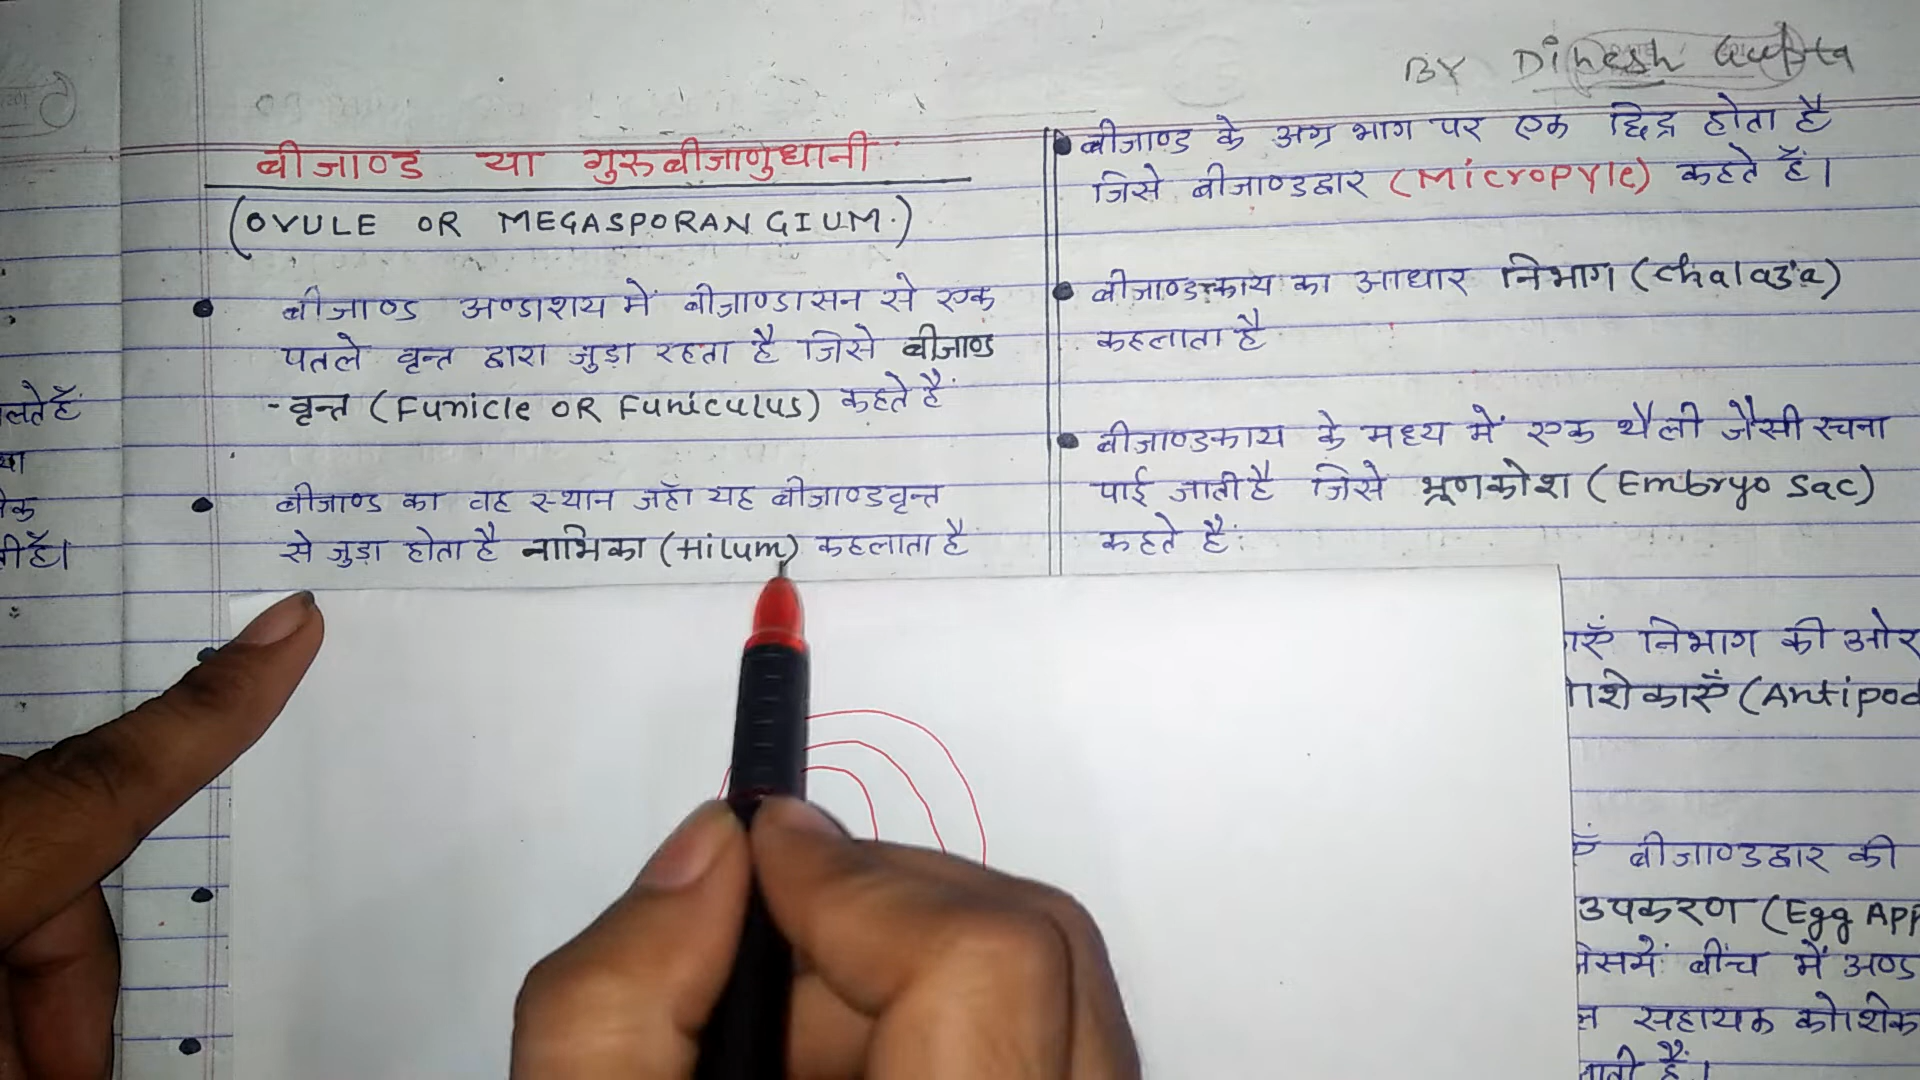 BY Dinesh Gupta
बीजाण्ड या गुरुबीजाणुधानी
(OVULE OR MEGASPORANGIUM.)
बीजाण्ड अण्डाशय में बीजाण्डासन से एक
पतले वृन्त द्वारा जुड़ा रहता है जिसे बीजाण्ड
-वृन्त (Funicle OR Funiculus) कहते हैं
बीजाण्ड का वह स्थान जहाँ यह बीजाण्डवृन्त
से जुड़ा होता है नाभिका (Hilum) कहलाता है
बीजाण्ड के अग्र भाग पर एक छिद्र होता है
जिसे बीजाण्डद्वार (Micropyle) कहते हैं।
बीजाण्डकाय का आधार निभाग (Chalaza)
कहलाता है
बीजाण्डकाय के मध्य में एक थैली जैसी रचना
पाई जाती है जिसे भ्रूणकोश (Embryo sac)
कहते है
निभाग की ओर
शिकाएँ (Antipod
बीजाण्डद्वार की
उपकरण (Egg App
बीच में अण्ड
सहायक कोशिक
है।